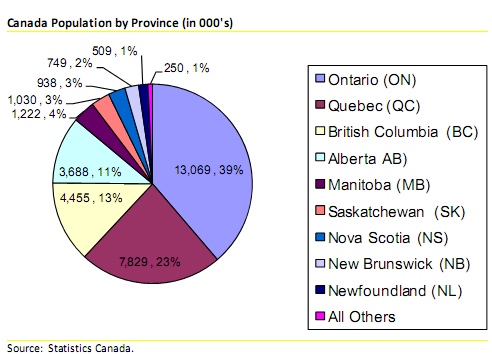 Canada Population by Province (in 000's)
509 , 1%
749 , 2%
250 , 1%
938 , 3%
1,030 , 3%
1,222 , 4%
3,688 , 11%
13,069 , 39%
4,455 , 13%
7,829 , 23%
Ontario (ON)
Quebec (QC)
British Columbia (BC)
Alberta AB)
Manitoba (MB)
Saskatchewan (SK)
Nova Scotia (NS)
New Brunswick (NB)
Newfoundland (NL)
All Others
Source: Statistics Canada.